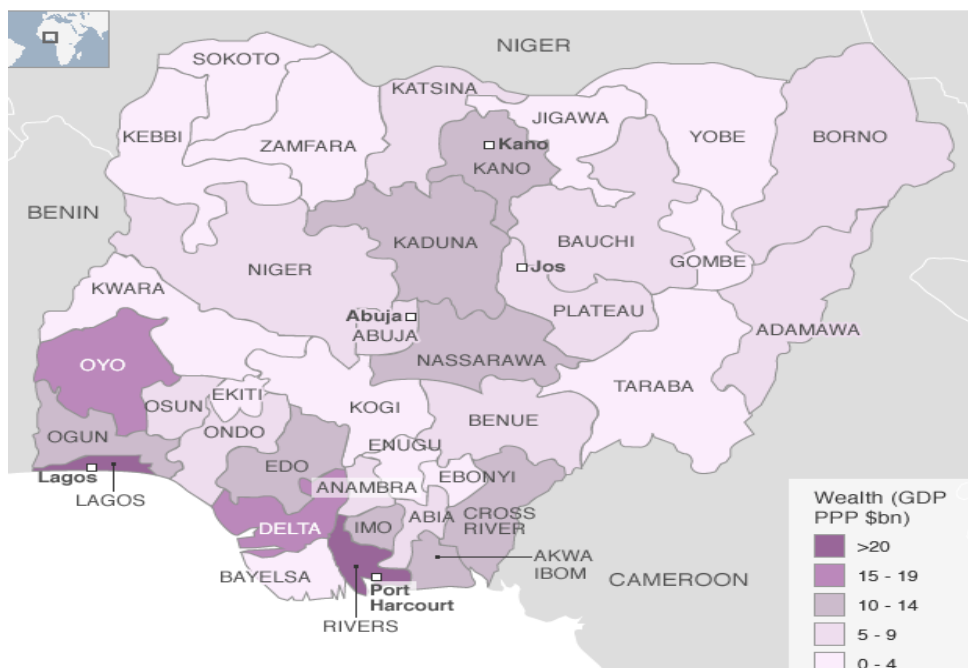 NIGER
SOKOTO
KATSINA
JIGAWA
YOBE
BORNO
KEBBI
ZAMFARA
Kano
KANO
BENIN
KADUNA
BAUCHI
NIGER
GOMBE
Jos
KWARA
Abuja
ABUJA
PLATEAU
ADAMAWA
OYO
NASSARAWA
TARABA
EKITI
OSUN
KOGI
BENUE
OGUN
ONDO
ENUGU
EDO
EBONYI
Lagos
ANAMBRA
LAGOS
ABIA
CROSS
RIVER
DELTA
IMO
AKWA
IBOM
BAYELSA
CAMEROON
Port
Harcourt
RIVERS
Wealth (GDP
PPP $bn)
>20
15 - 19
10 - 14
5 - 9
0 - 4